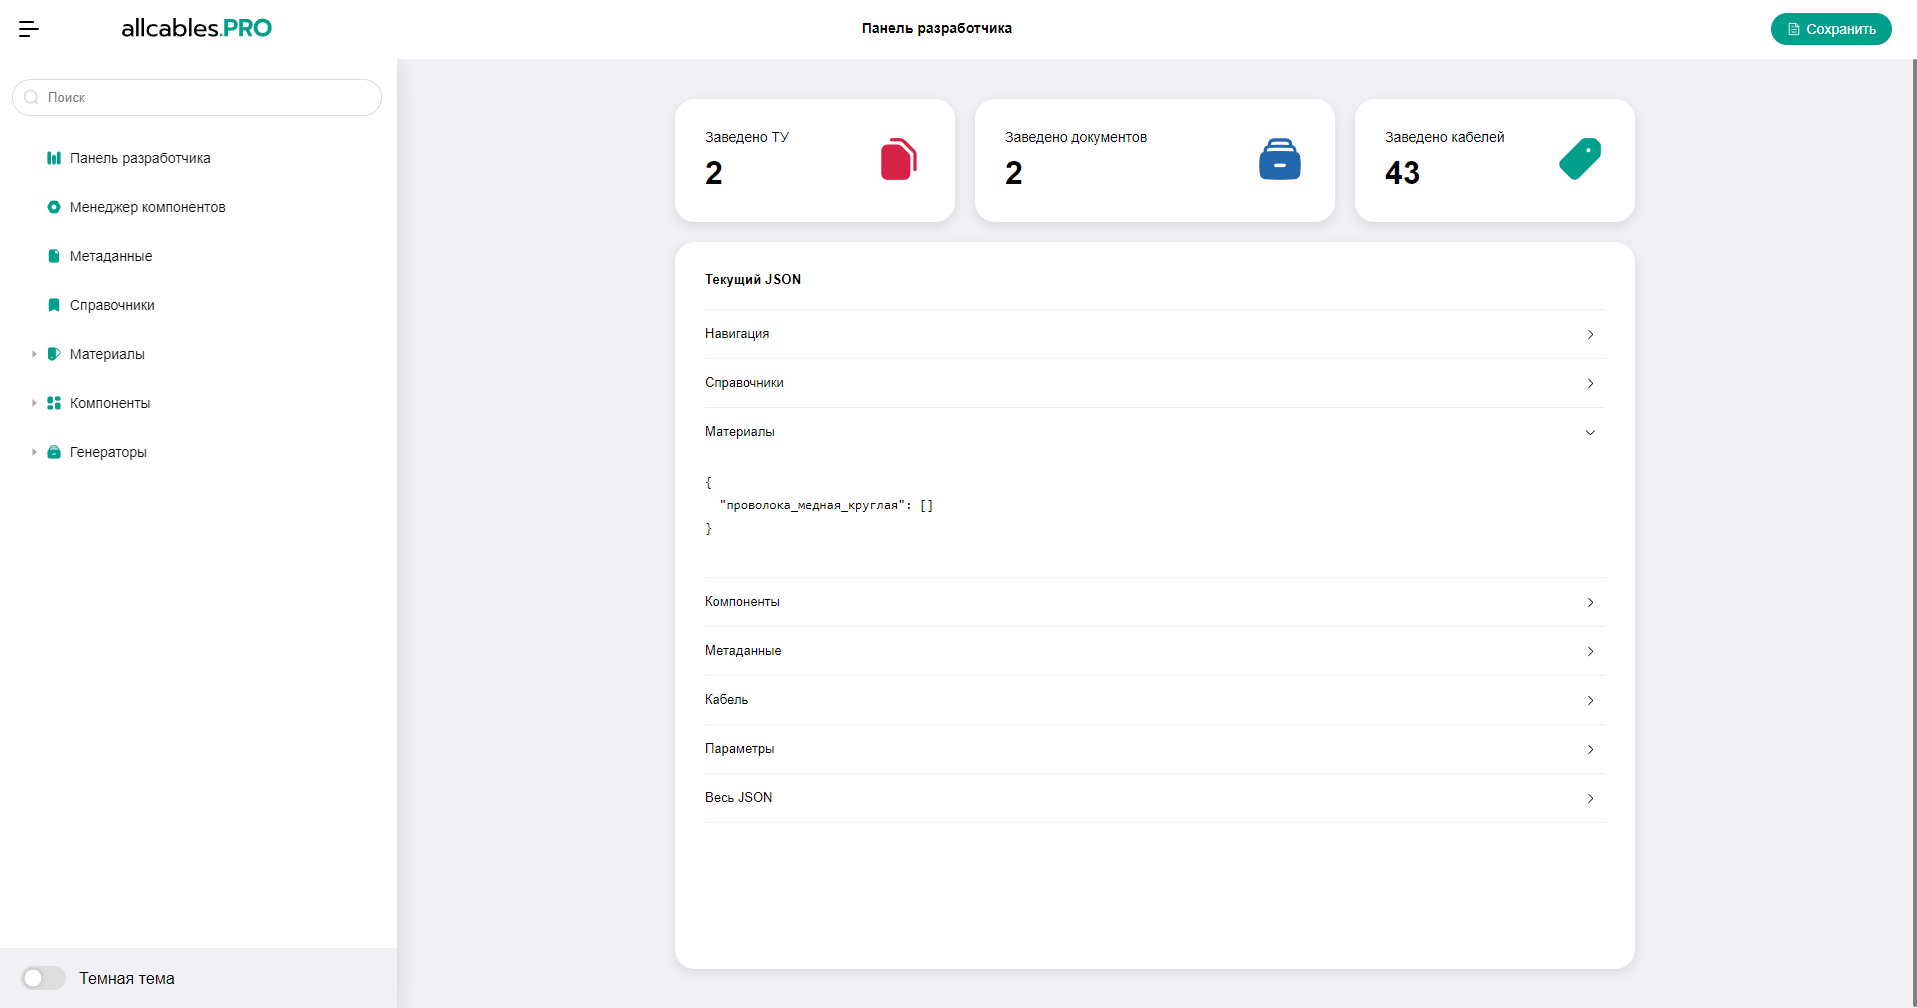 allcables.PRO
Панель разработчика
Сохранить
Поиск
Панель разработчика
Менеджер компонентов
Метаданные
Справочники
Материалы
Компоненты
Генераторы
Темная тема
Заведено ТУ
2
Заведено документов
2
Заведено кабелей
43
Текущий JSON
Навигация
Справочники
Материалы
{
  "проволока_медная_круглая": []
}
Компоненты
Метаданные
Кабель
Параметры
Весь JSON